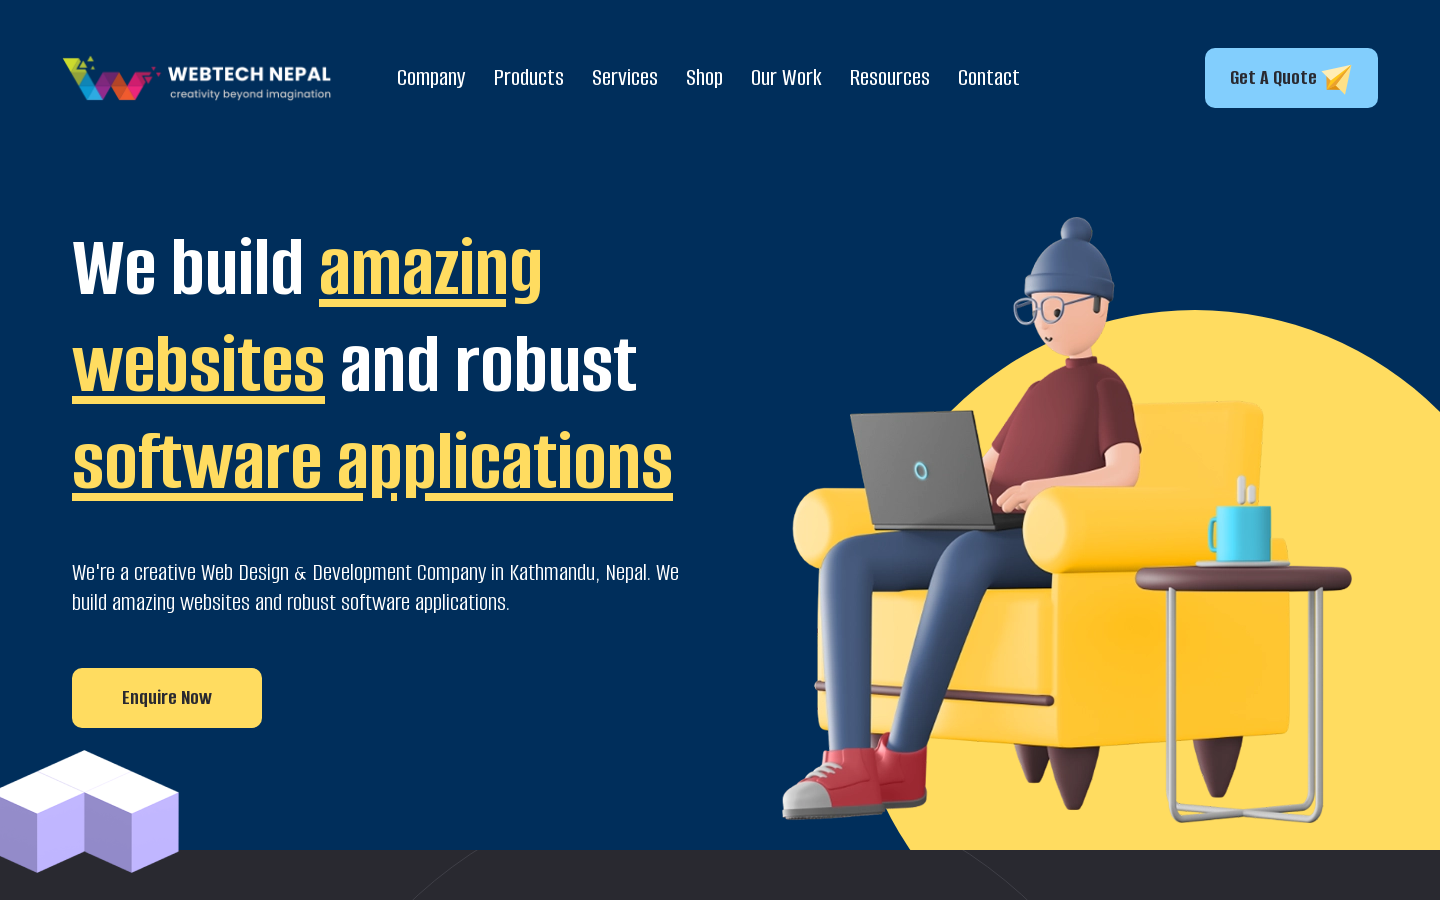 WEBTECH NEPAL
creativity beyond imagination
Company Products Services Shop Our Work Resources Contact
Get A Quote
We build amazing
websites and robust
software applications
We're a creative Web Design & Development Company in Kathmandu, Nepal. We
build amazing websites and robust software applications.
Enquire Now